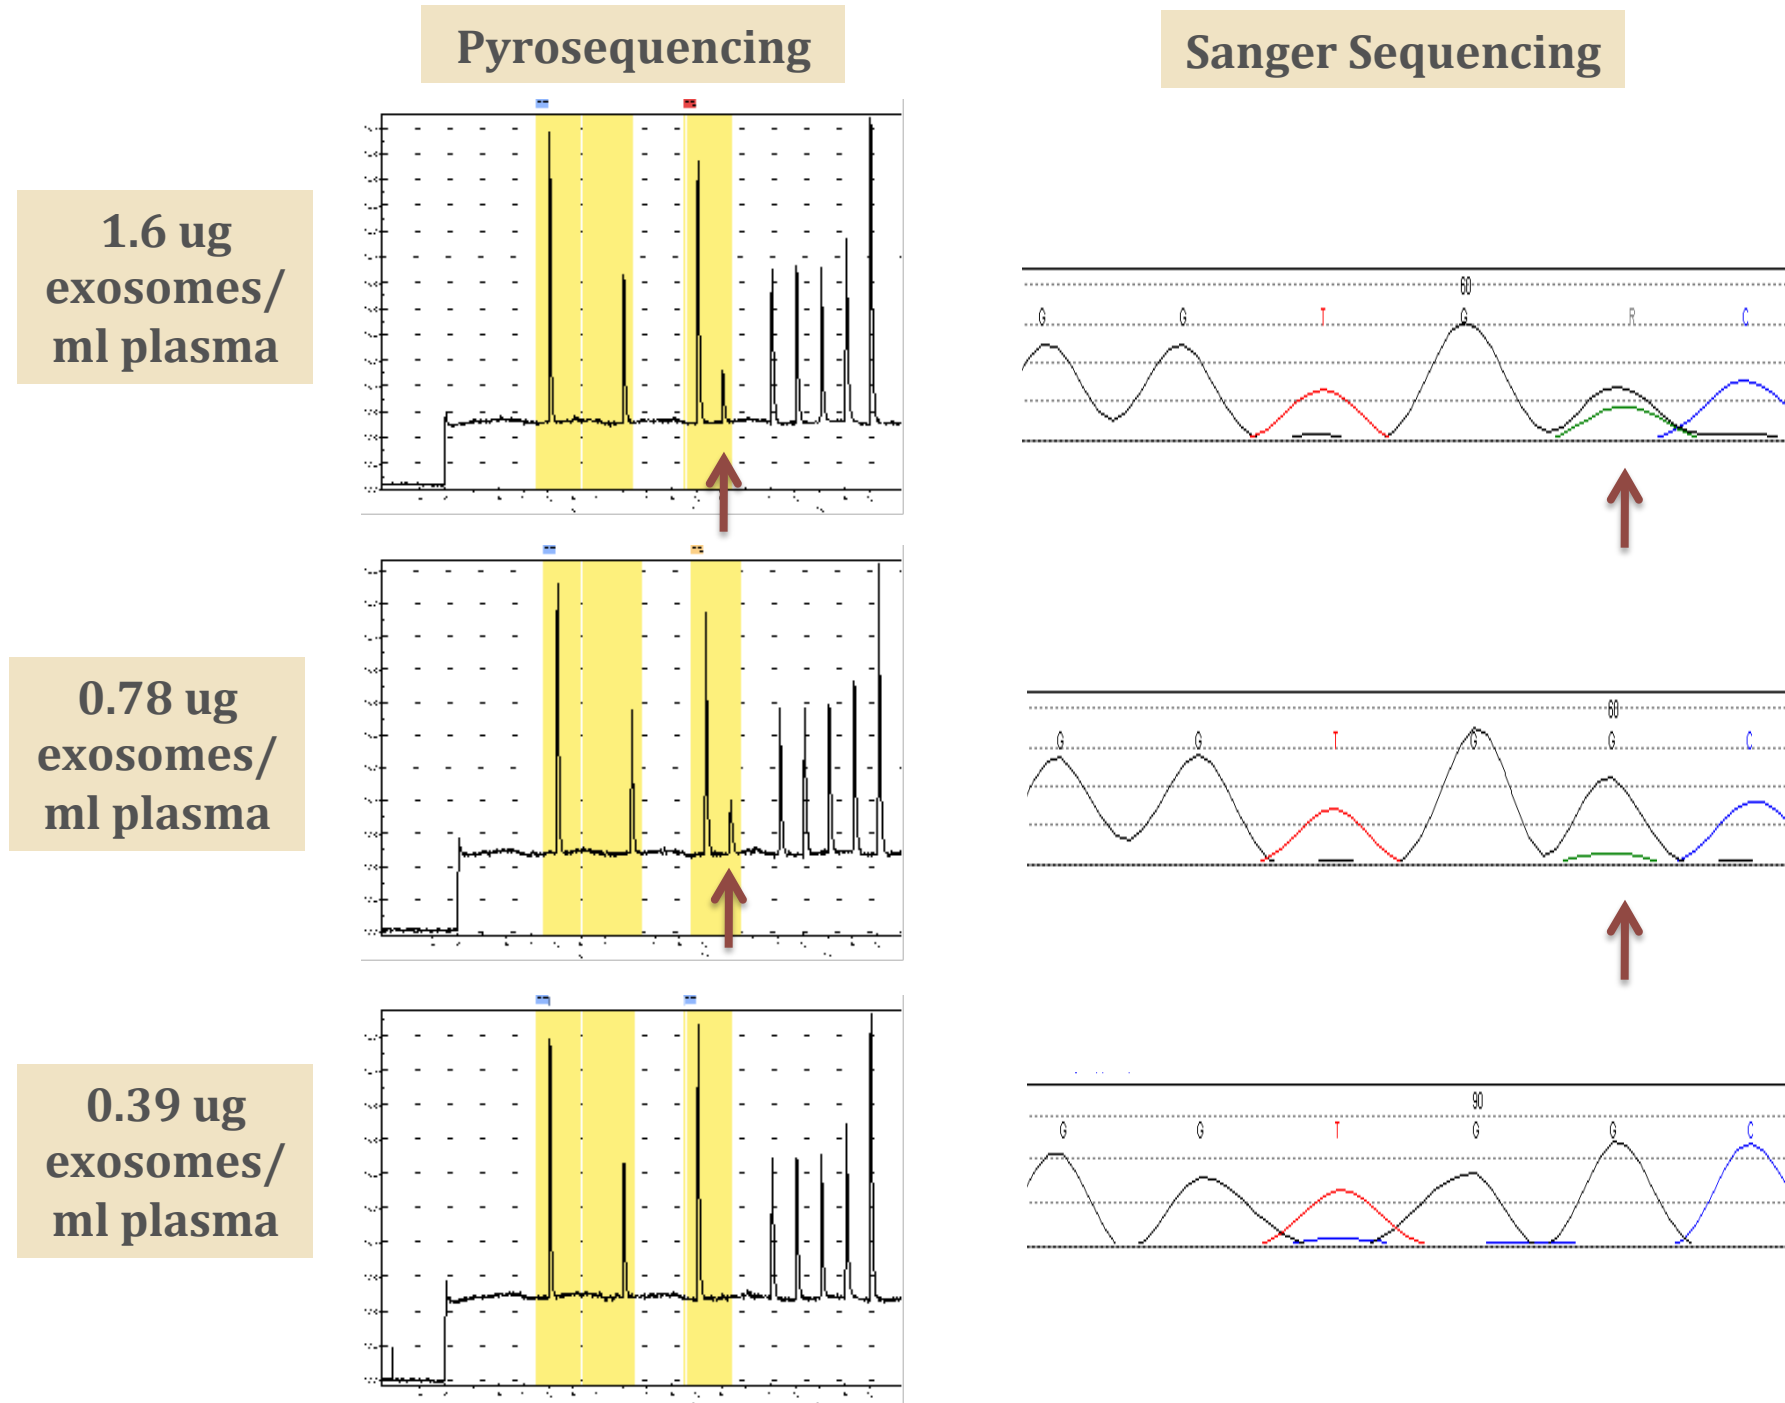 Pyrosequencing
Sanger Sequencing
1.6 ug
exosomes/
ml plasma
60
G G T G R C
0.78 ug
exosomes/
ml plasma
60
G G T G G C
0.39 ug
exosomes/
ml plasma
90
G G T G G C